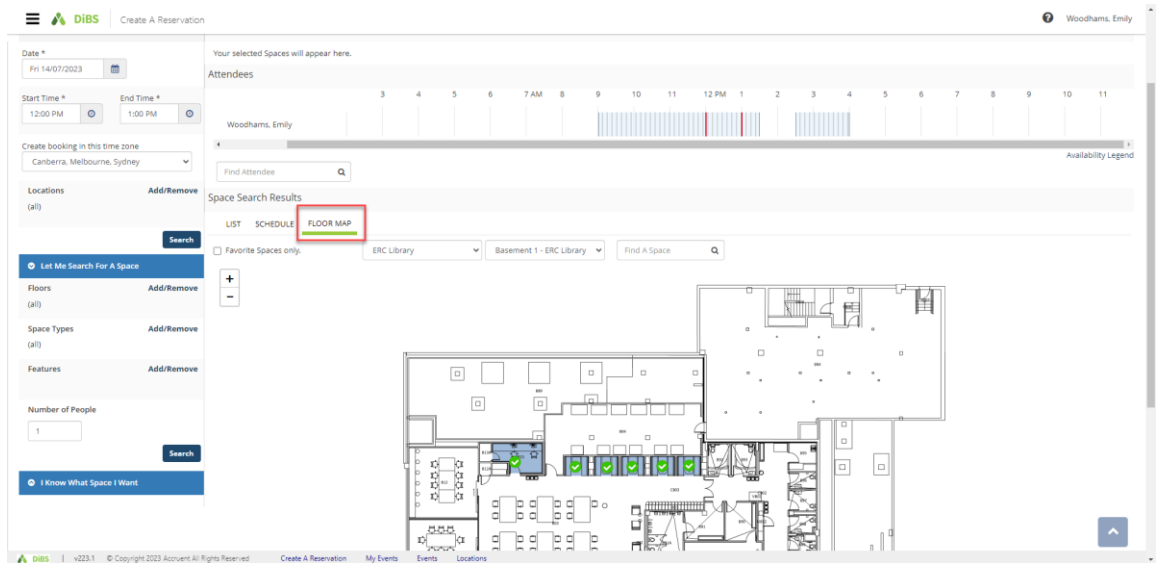 DiBS Create A Reservation
Woodhams, Emily
Date *
Fri 14/07/2023
Start Time *
End Time *
12:00 PM
1:00 PM
Create booking in this time zone
Canberra, Melbourne, Sydney
Locations Add/Remove
(all)
Search
Let Me Search For A Space
Floors Add/Remove
(all)
Space Types Add/Remove
(all)
Features Add/Remove
Number of People
1
Search
I Know What Space I Want
Your selected Spaces will appear here.
Attendees
3 4 5 6 7 AM 8 9 10 11 12 PM 1 2 3 4 5 6 7 8 9 10 11
Woodhams, Emily
Availability Legend
Find Attendee
Space Search Results
LIST SCHEDULE FLOOR MAP
Favorite Spaces only.
ERC Library
Basement 1 - ERC Library
Find A Space
+
−
DiBS | v223.1 © Copyright 2023 Accruent All Rights Reserved Create A Reservation My Events Events Locations